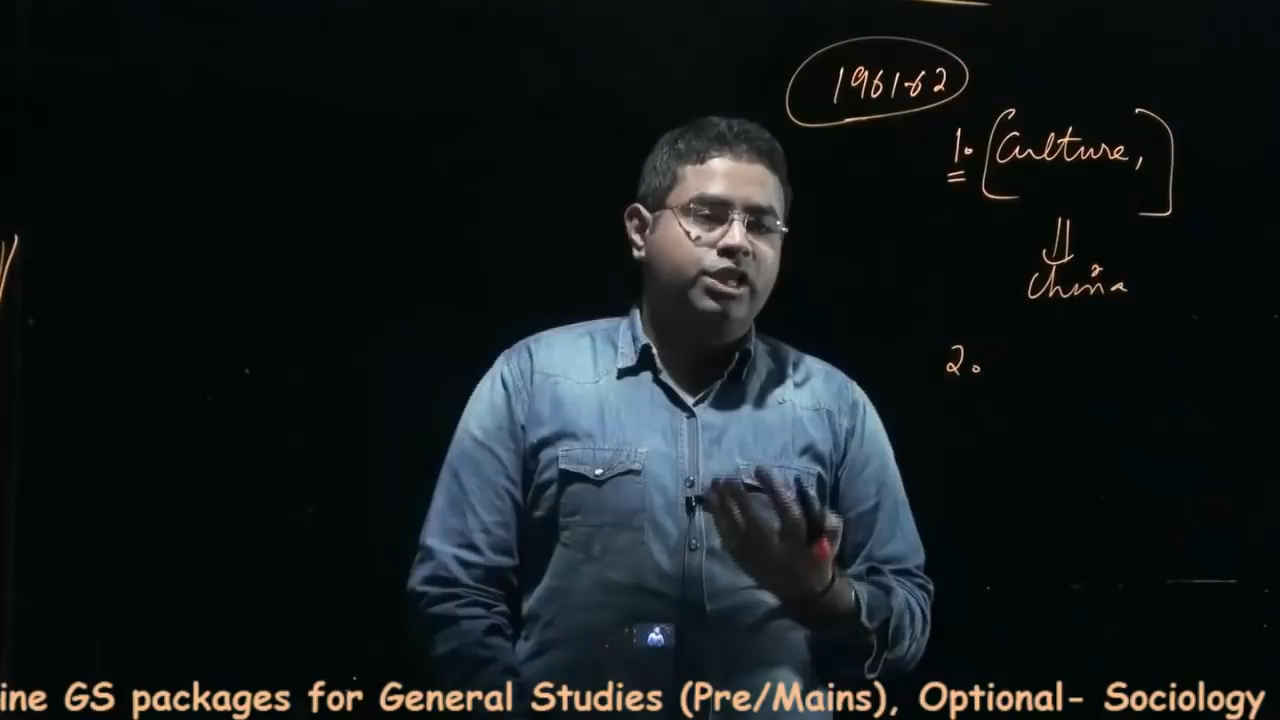 1961-62
1. [Culture,]
China
2.
ine GS packages for General Studies (Pre/Mains), Optional- Sociology